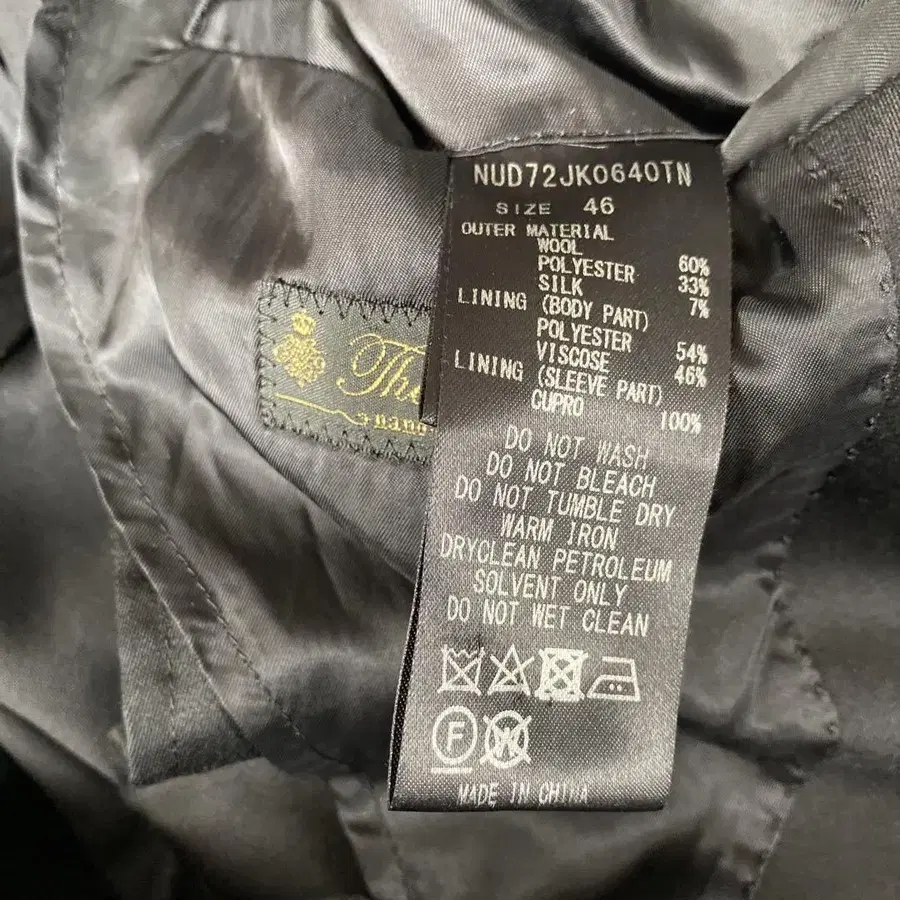 NUD72JK0640TN
SIZE 46
OUTER MATERIAL
WOOL 60%
POLYESTER 33%
SILK 7%
LINING (BODY PART)
POLYESTER 54%
VISCOSE 46%
LINING (SLEEVE PART)
CUPRO 100%
DO NOT WASH
DO NOT BLEACH
DO NOT TUMBLE DRY
WARM IRON
DRYCLEAN PETROLEUM
SOLVENT ONLY
DO NOT WET CLEAN
F W
MADE IN CHINA
The